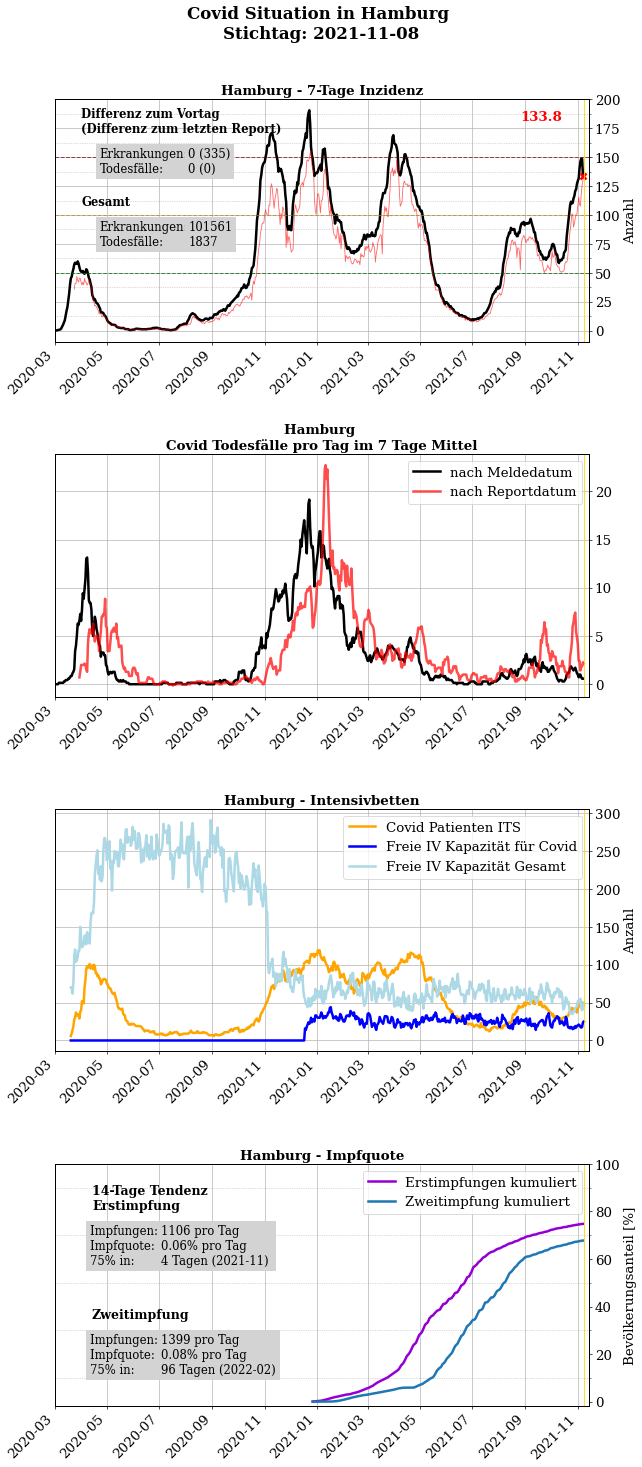 Covid Situation in Hamburg
Stichtag: 2021-11-08
Hamburg - 7-Tage Inzidenz
Differenz zum Vortag
(Differenz zum letzten Report)
Erkrankungen 0 (335)
Todesfälle: 0 (0)
Gesamt
Erkrankungen 101561
Todesfälle: 1837
133.8
200
175
150
125
100
75
50
25
0
Anzahl
2020-03
2020-05
2020-07
2020-09
2020-11
2021-01
2021-03
2021-05
2021-07
2021-09
2021-11
Hamburg
Covid Todesfälle pro Tag im 7 Tage Mittel
nach Meldedatum
nach Reportdatum
20
15
10
5
0
2020-03
2020-05
2020-07
2020-09
2020-11
2021-01
2021-03
2021-05
2021-07
2021-09
2021-11
Hamburg - Intensivbetten
Covid Patienten ITS
Freie IV Kapazität für Covid
Freie IV Kapazität Gesamt
300
250
200
150
100
50
0
Anzahl
2020-03
2020-05
2020-07
2020-09
2020-11
2021-01
2021-03
2021-05
2021-07
2021-09
2021-11
Hamburg - Impfquote
14-Tage Tendenz
Erstimpfung
Impfungen: 1106 pro Tag
Impfquote: 0.06% pro Tag
75% in: 4 Tagen (2021-11)
Zweitimpfung
Impfungen: 1399 pro Tag
Impfquote: 0.08% pro Tag
75% in: 96 Tagen (2022-02)
Erstimpfungen kumuliert
Zweitimpfung kumuliert
100
80
60
40
20
0
Bevölkerungsanteil [%]
2020-03
2020-05
2020-07
2020-09
2020-11
2021-01
2021-03
2021-05
2021-07
2021-09
2021-11